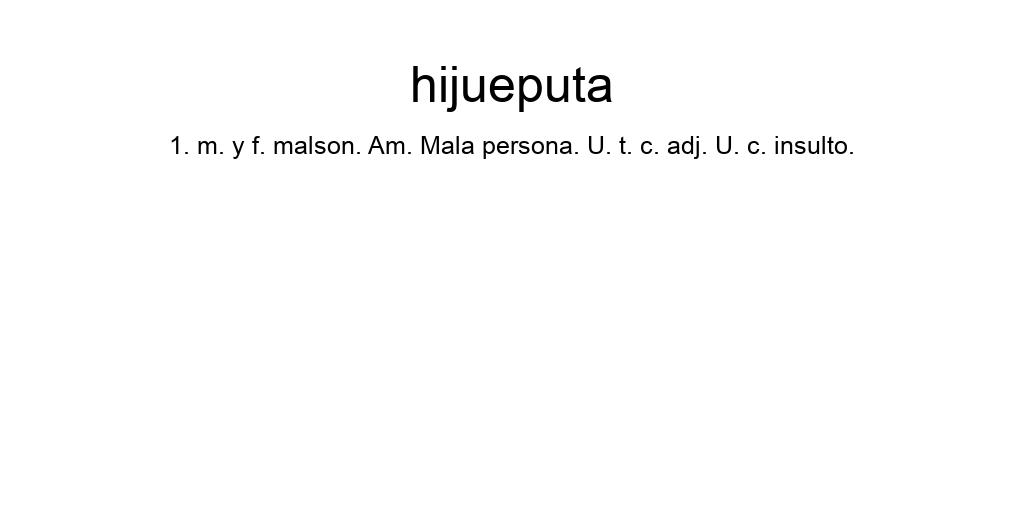 hijueputa
1. m. y f. malson. Am. Mala persona. U. t. c. adj. U. c. insulto.